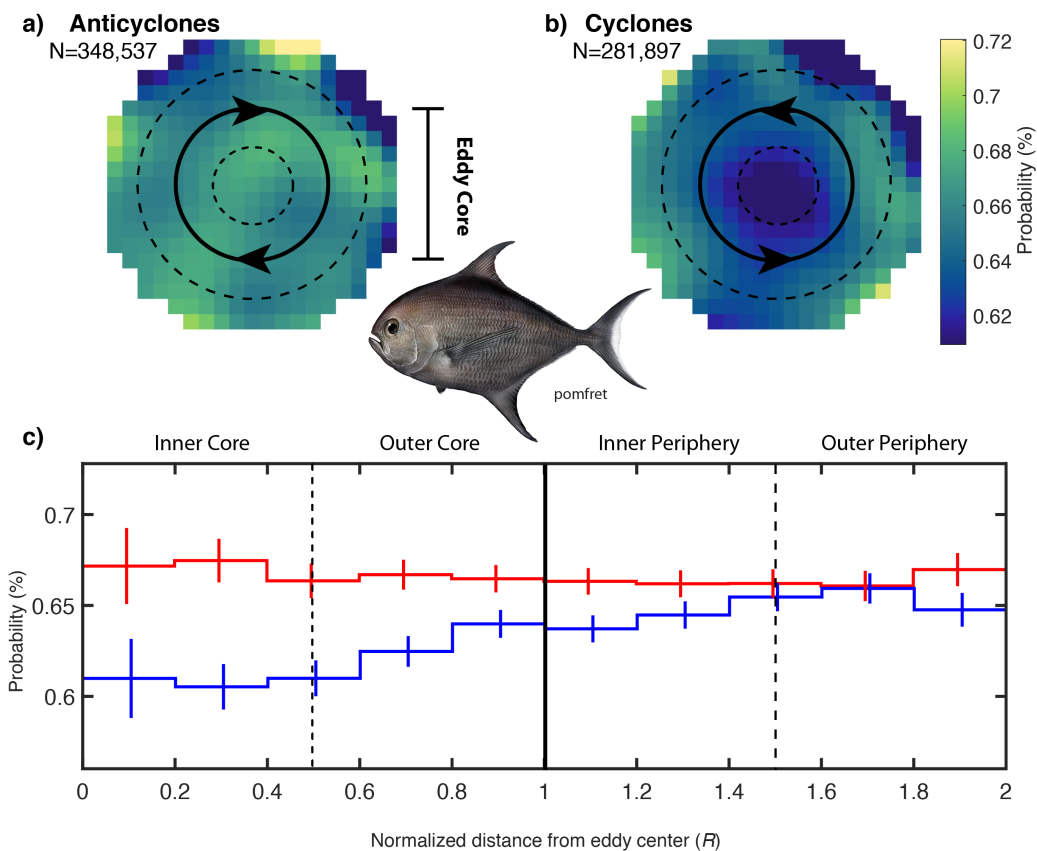 a) Anticyclones
N=348,537
b) Cyclones
N=281,897
Eddy Core
0.72
0.7
0.68
0.66
0.64
0.62
Probability (%)
pomfret
c)
Inner Core
Outer Core
Inner Periphery
Outer Periphery
0.7
0.65
0.6
Probability (%)
0 0.2 0.4 0.6 0.8 1 1.2 1.4 1.6 1.8 2
Normalized distance from eddy center (R)